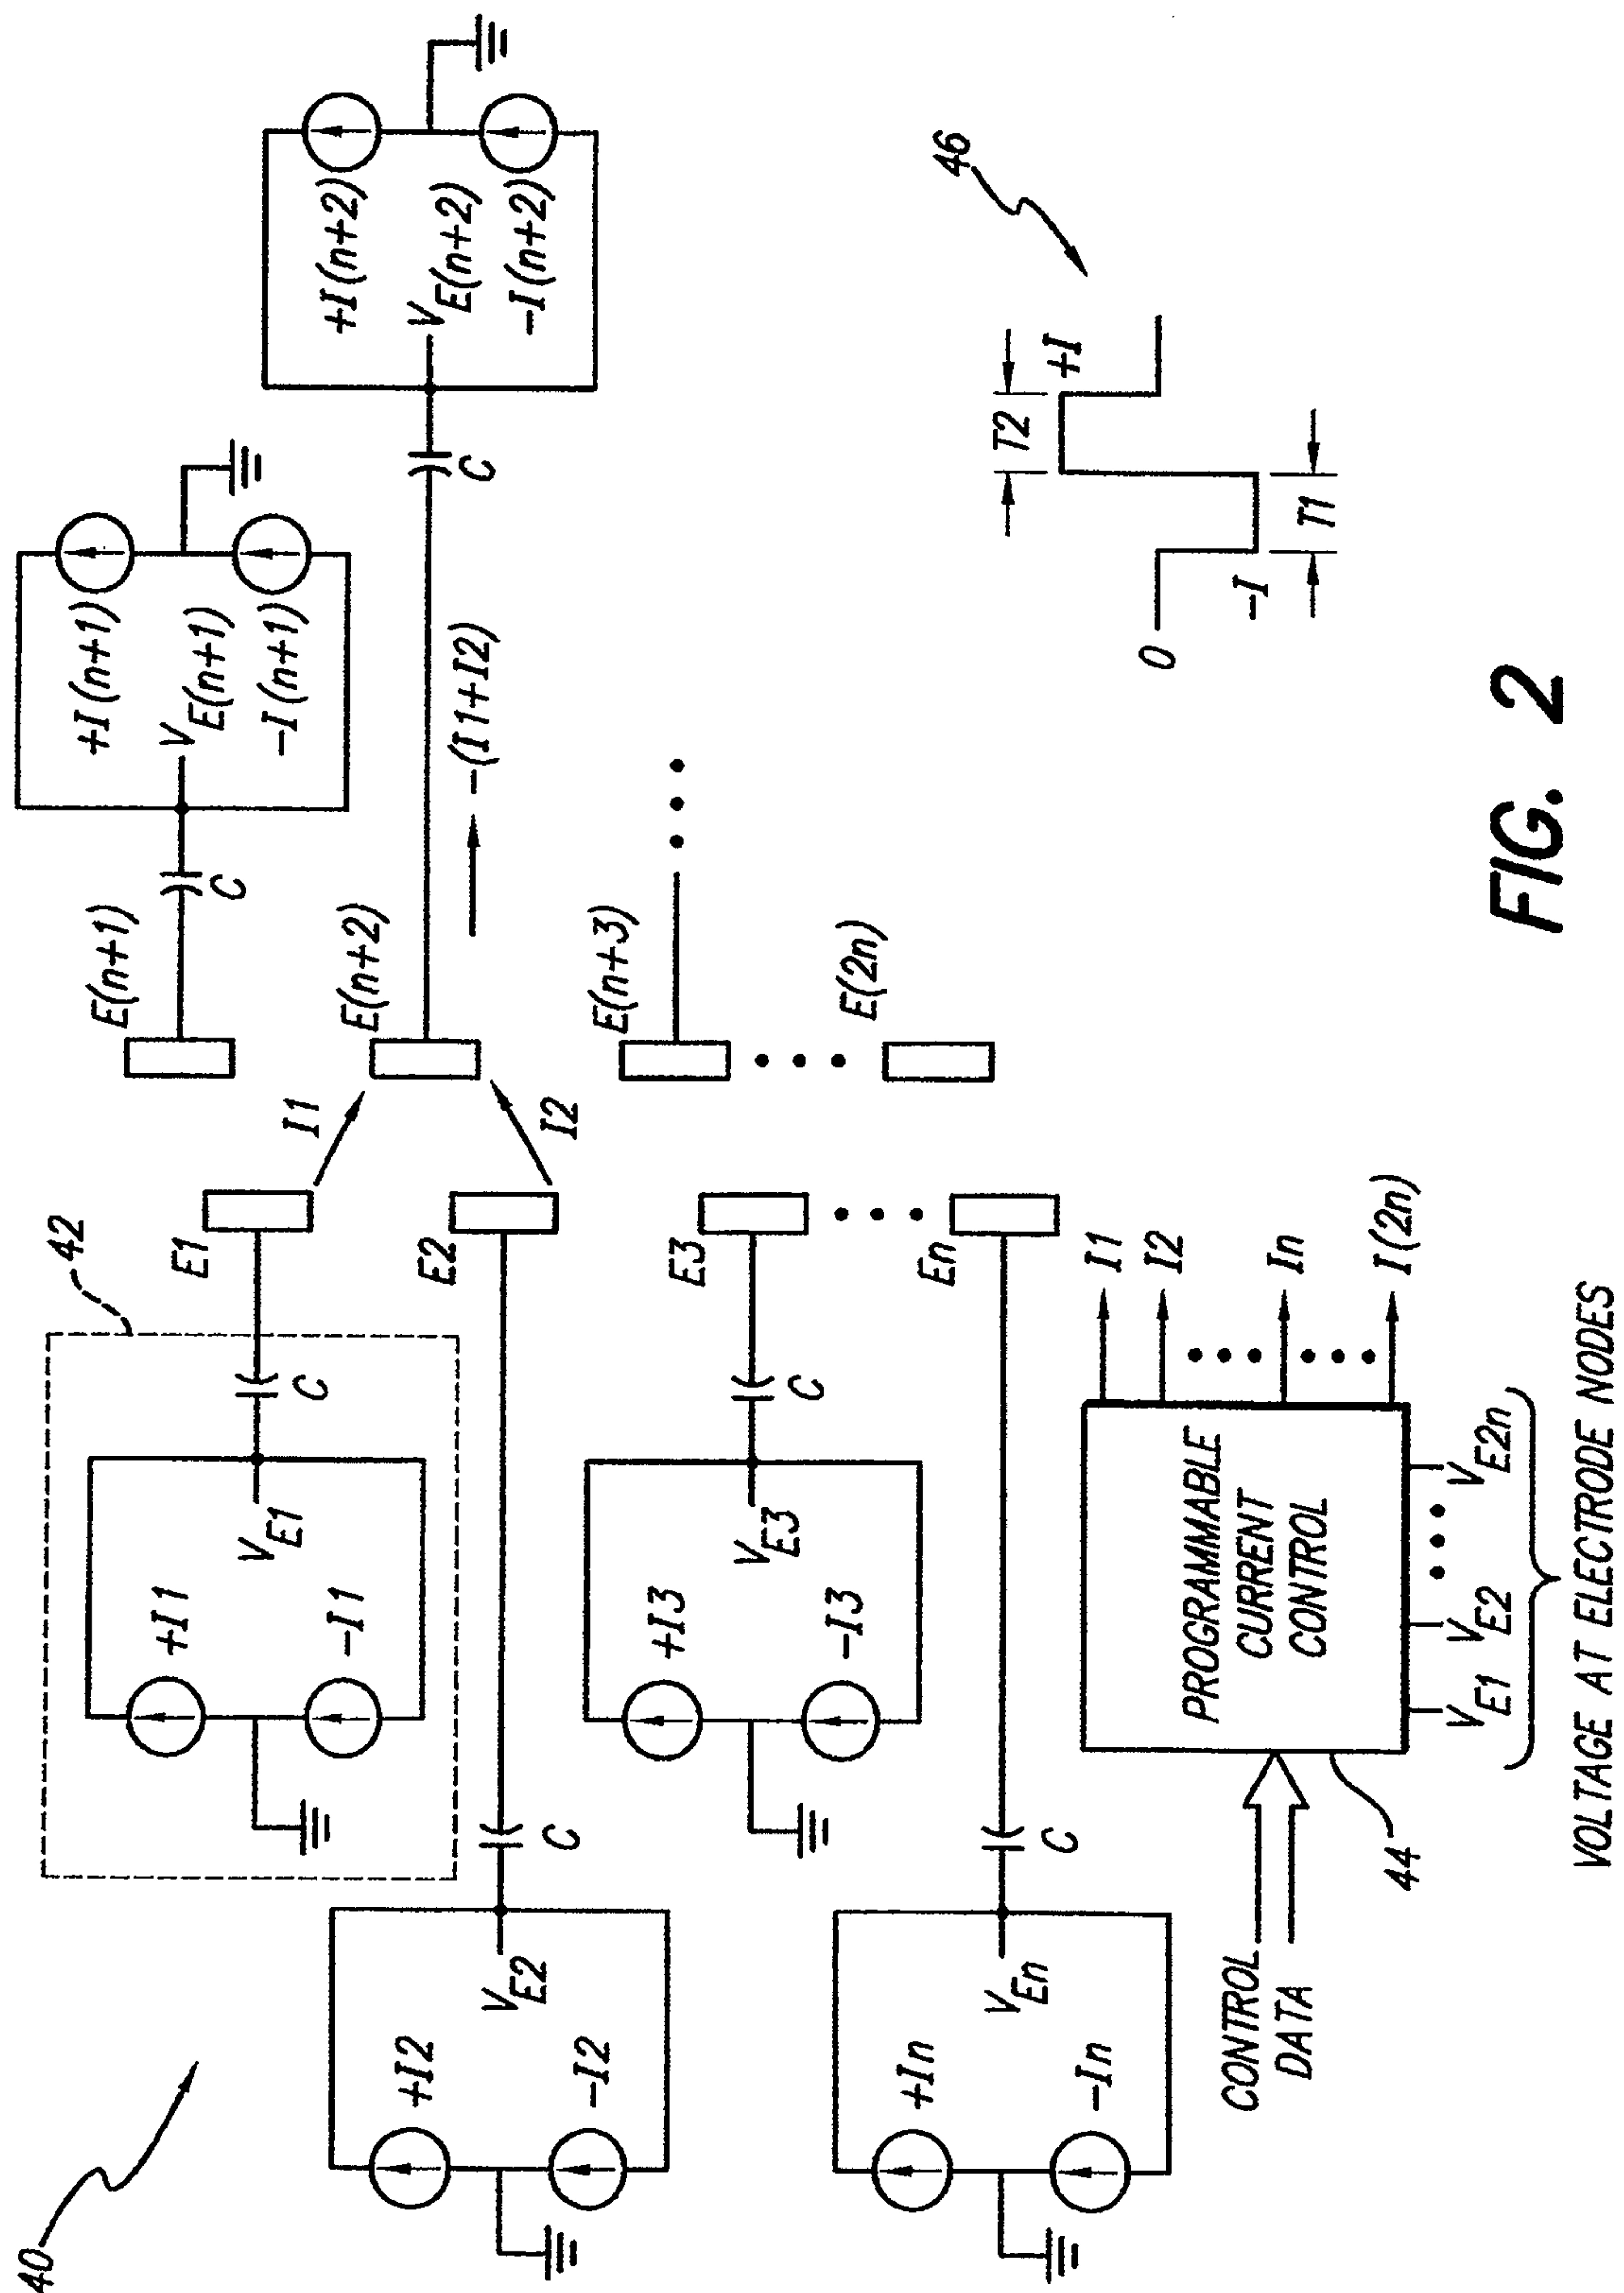 40
42
+I1
-I1
VE1
C
E1
+I2
-I2
VE2
C
E2
I1
I2
+I3
-I3
VE3
C
E3
+In
-In
VEn
C
En
E(n+1)
C
+I(n+1)
VE(n+1)
-I(n+1)
E(n+2)
-(I1+I2)
C
+I(n+2)
VE(n+2)
-I(n+2)
E(n+3)
E(2n)
CONTROL
DATA
PROGRAMMABLE
CURRENT
CONTROL
44
I1
I2
In
I(2n)
VE1 VE2 VE2n
VOLTAGE AT ELECTRODE NODES
46
0
-I
T1
T2
+I
FIG. 2